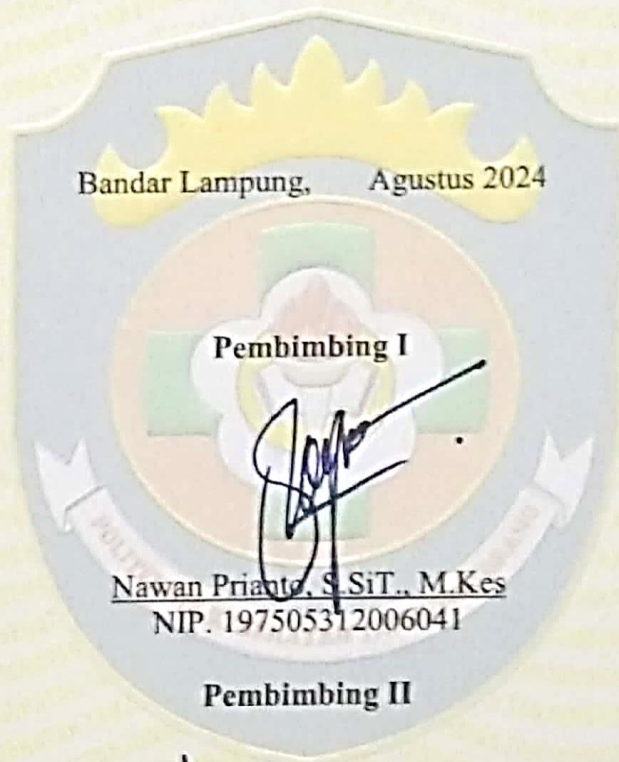 Bandar Lampung, Agustus 2024
Pembimbing I
Nawan Prianto, S.SiT., M.Kes
NIP. 197505312006041
Pembimbing II